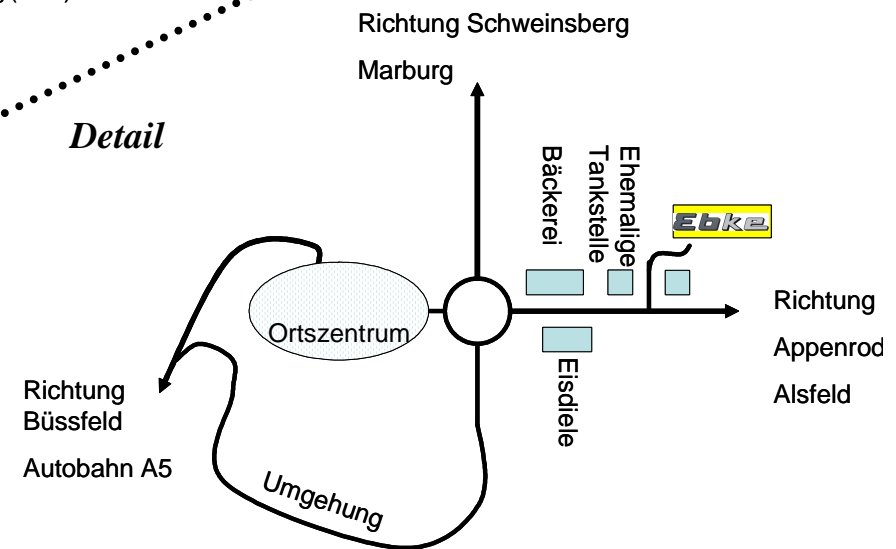 Richtung Schweinsberg
Marburg
Detail
Bäckerei
Ehemalige
Tankstelle
Ebke
Ortszentrum
Richtung
Appenrod
Alsfeld
Eisdiele
Richtung
Büssfeld
Autobahn A5
Umgehung